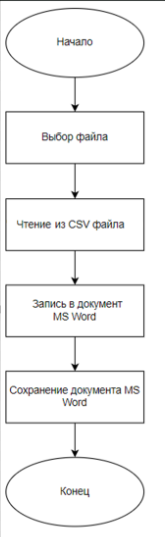 Начало
Выбор файла
Чтение из CSV файла
Запись в документ
MS Word
Сохранение документа MS
Word
Конец